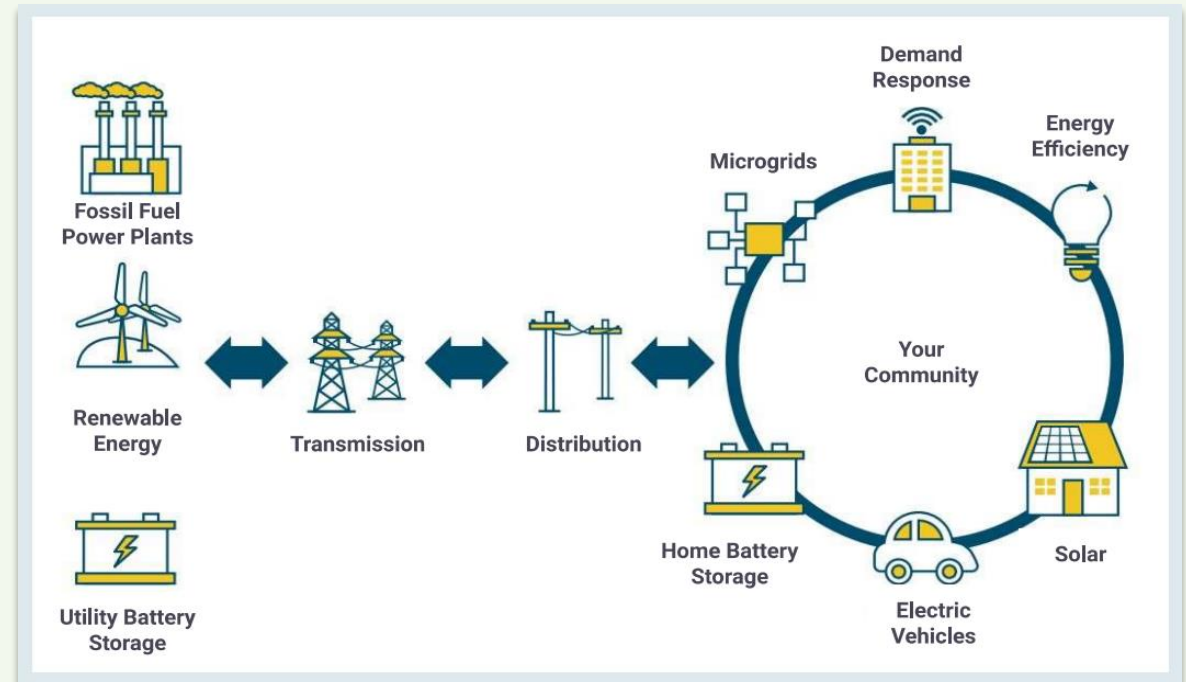 Fossil Fuel
Power Plants
Renewable
Energy
Utility Battery
Storage
Transmission
Distribution
Demand
Response
Energy
Efficiency
Microgrids
Your
Community
Home Battery
Storage
Electric
Vehicles
Solar